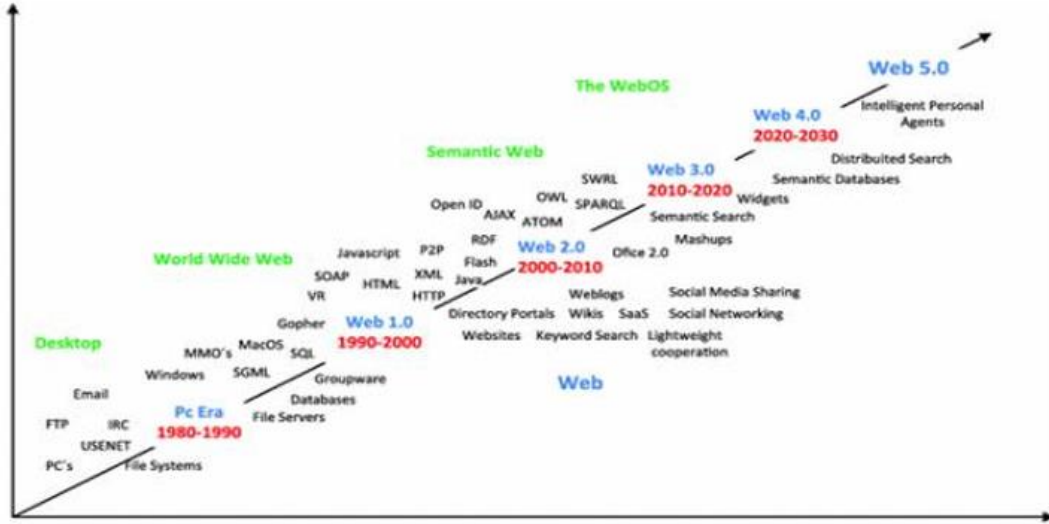 Web 5.0
The WebOS
Intelligent Personal
Agents
Web 4.0
2020-2030
Semantic Web
Distribuited Search
Web 3.0
2010-2020
Semantic Databases
SWRL
OWL
SPARQL
Widgets
Open ID
AJAX
ATOM
Semantic Search
RDF
Web 2.0
2000-2010
Mashups
Ofice 2.0
Javascript
P2P
World Wide Web
Flash
SOAP
HTML
XML
Java
VR
HTTP
Weblogs
Social Media Sharing
Directory Portals
Wikis
SaaS
Social Networking
Gopher
Web 1.0
1990-2000
Websites
Keyword Search
Lightweight
cooperation
Desktop
MMO´s
MacOS
SQL
Windows
SGML
Groupware
Web
Email
Databases
Pc Era
1980-1990
File Servers
FTP
IRC
USENET
PC´s
File Systems